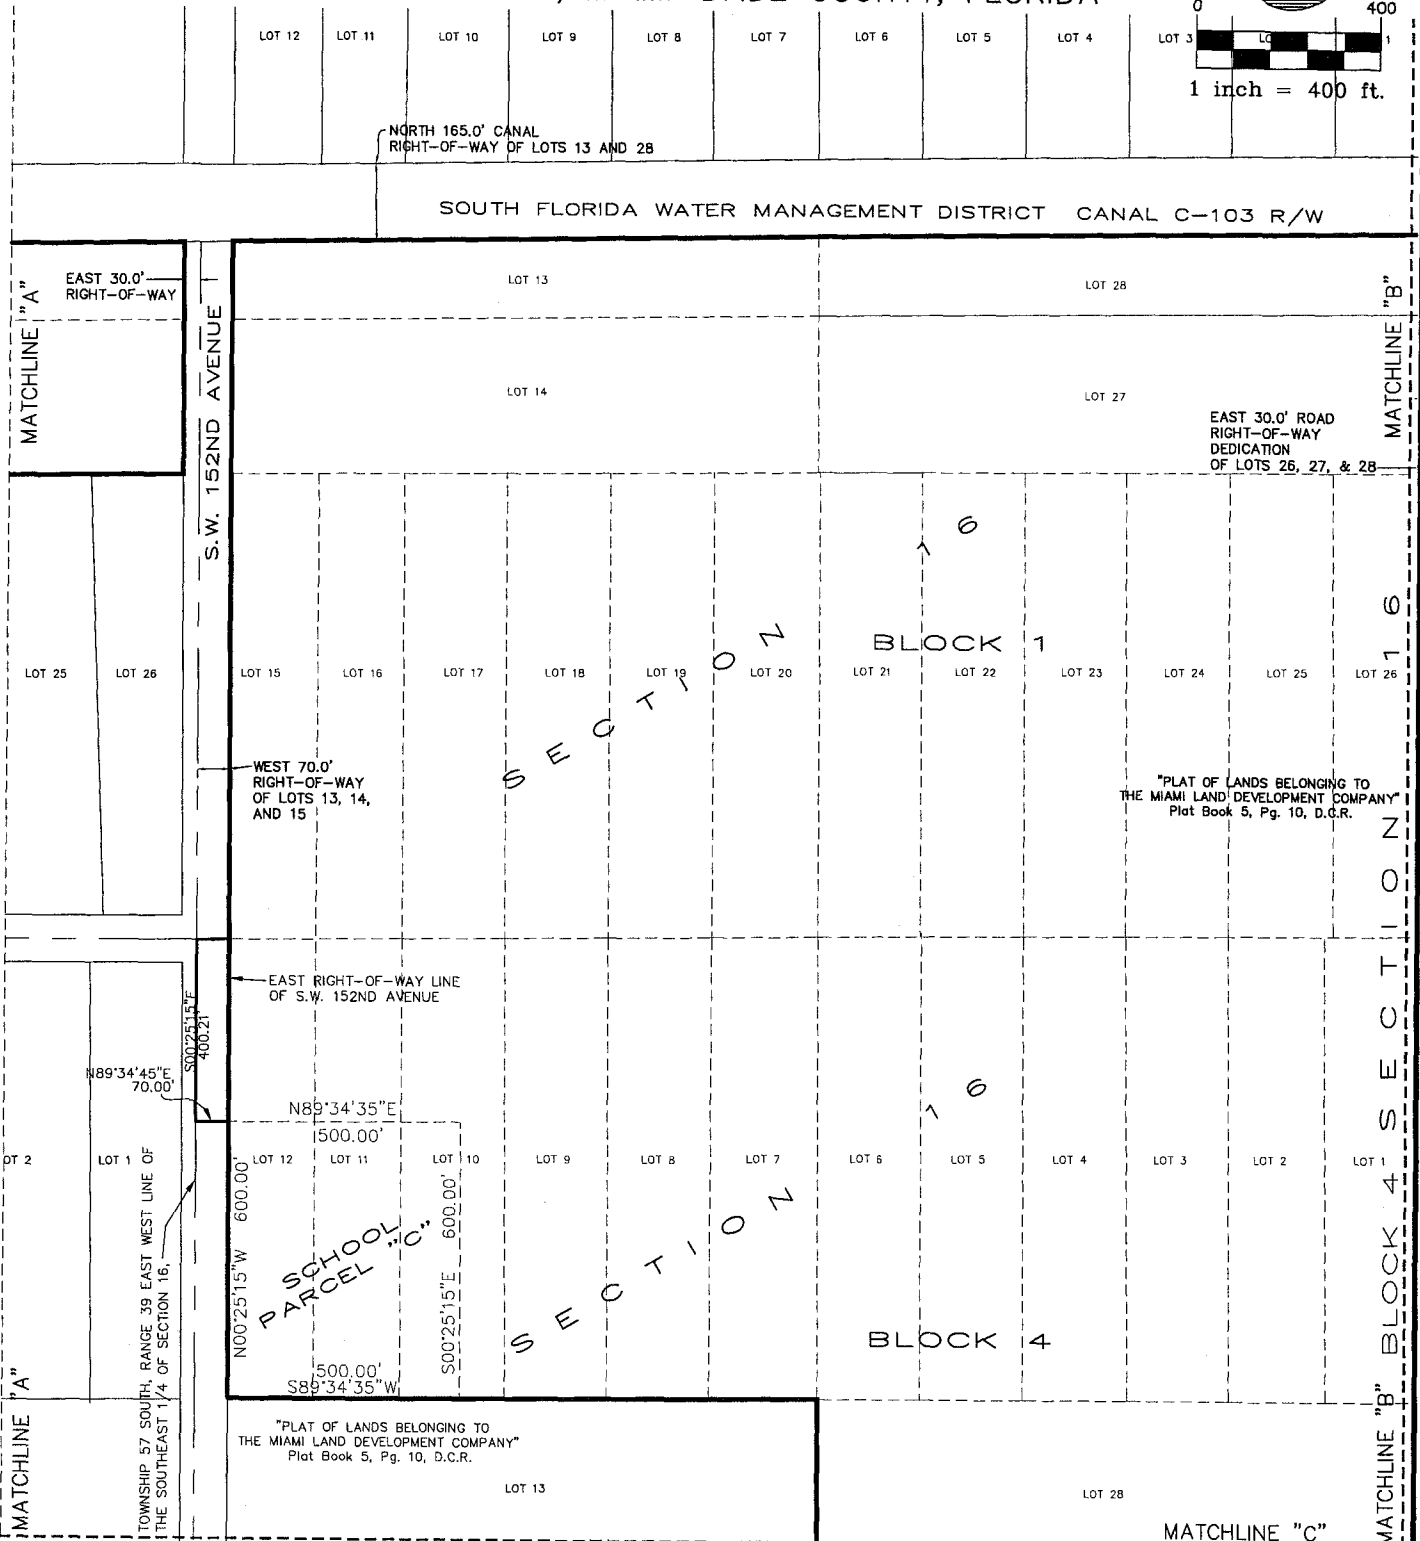 DADE COUNTY, FLORIDA
0
400
1 inch = 400 ft.
LOT 12
LOT 11
LOT 10
LOT 9
LOT 8
LOT 7
LOT 6
LOT 5
LOT 4
LOT 3
1
NORTH 165.0' CANAL
RIGHT-OF-WAY OF LOTS 13 AND 28
SOUTH FLORIDA WATER MANAGEMENT DISTRICT CANAL C-103 R/W
MATCHLINE "A"
EAST 30.0'
RIGHT-OF-WAY
S.W. 152ND AVENUE
LOT 13
LOT 28
MATCHLINE "B"
LOT 14
LOT 27
EAST 30.0' ROAD
RIGHT-OF-WAY
DEDICATION
OF LOTS 26, 27, & 28
SECTION 16
BLOCK 1
LOT 25
LOT 26
LOT 15
LOT 16
LOT 17
LOT 18
LOT 19
LOT 20
LOT 21
LOT 22
LOT 23
LOT 24
LOT 25
LOT 26
WEST 70.0'
RIGHT-OF-WAY
OF LOTS 13, 14,
AND 15
"PLAT OF LANDS BELONGING TO
THE MIAMI LAND DEVELOPMENT COMPANY"
Plat Book 5, Pg. 10, D.C.R.
BLOCK 4 SECTION 16
EAST RIGHT-OF-WAY LINE
OF S.W. 152ND AVENUE
S00°25'15"E
400.21'
N89°34'45"E
70.00'
N89°34'35"E
500.00'
SECTION 16
2
LOT 1
LOT 12
LOT 11
LOT 10
LOT 9
LOT 8
LOT 7
LOT 6
LOT 5
LOT 4
LOT 3
LOT 2
LOT 1
TOWNSHIP 57 SOUTH, RANGE 39 EAST WEST LINE OF
THE SOUTHEAST 1/4 OF SECTION 16,
N00°25'15"W 600.00'
SCHOOL
PARCEL "C"
S00°25'15"E 600.00'
BLOCK 4
500.00'
S89°34'35"W
MATCHLINE "A"
"PLAT OF LANDS BELONGING TO
THE MIAMI LAND DEVELOPMENT COMPANY"
Plat Book 5, Pg. 10, D.C.R.
LOT 13
LOT 28
MATCHLINE "B"
MATCHLINE "C"